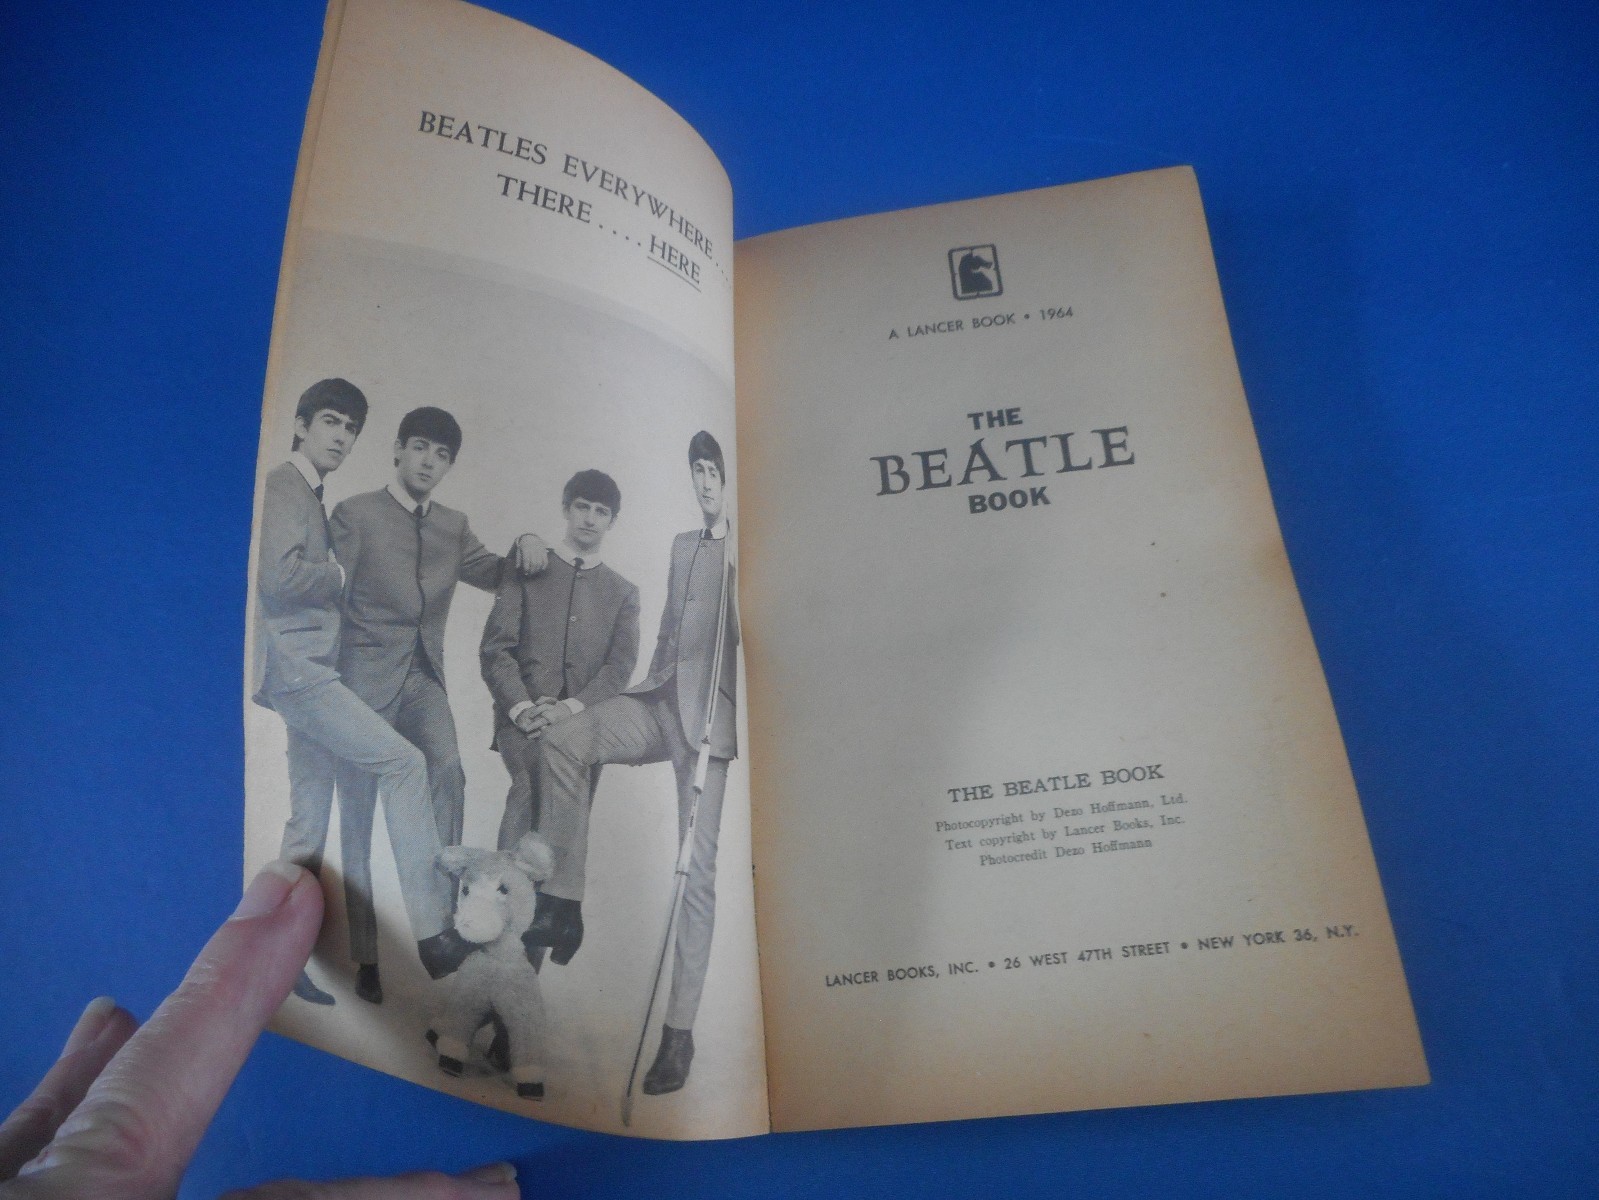 BEATLES EVERYWHERE...
THERE....HERE
A LANCER BOOK • 1964
THE
BEATLE
BOOK
THE BEATLE BOOK
Photocopyright by Dezo Hoffmann, Ltd.
Text copyright by Lancer Books, Inc.
Photocredit Dezo Hoffmann
LANCER BOOKS, INC. • 26 WEST 47TH STREET • NEW YORK 36, N.Y.